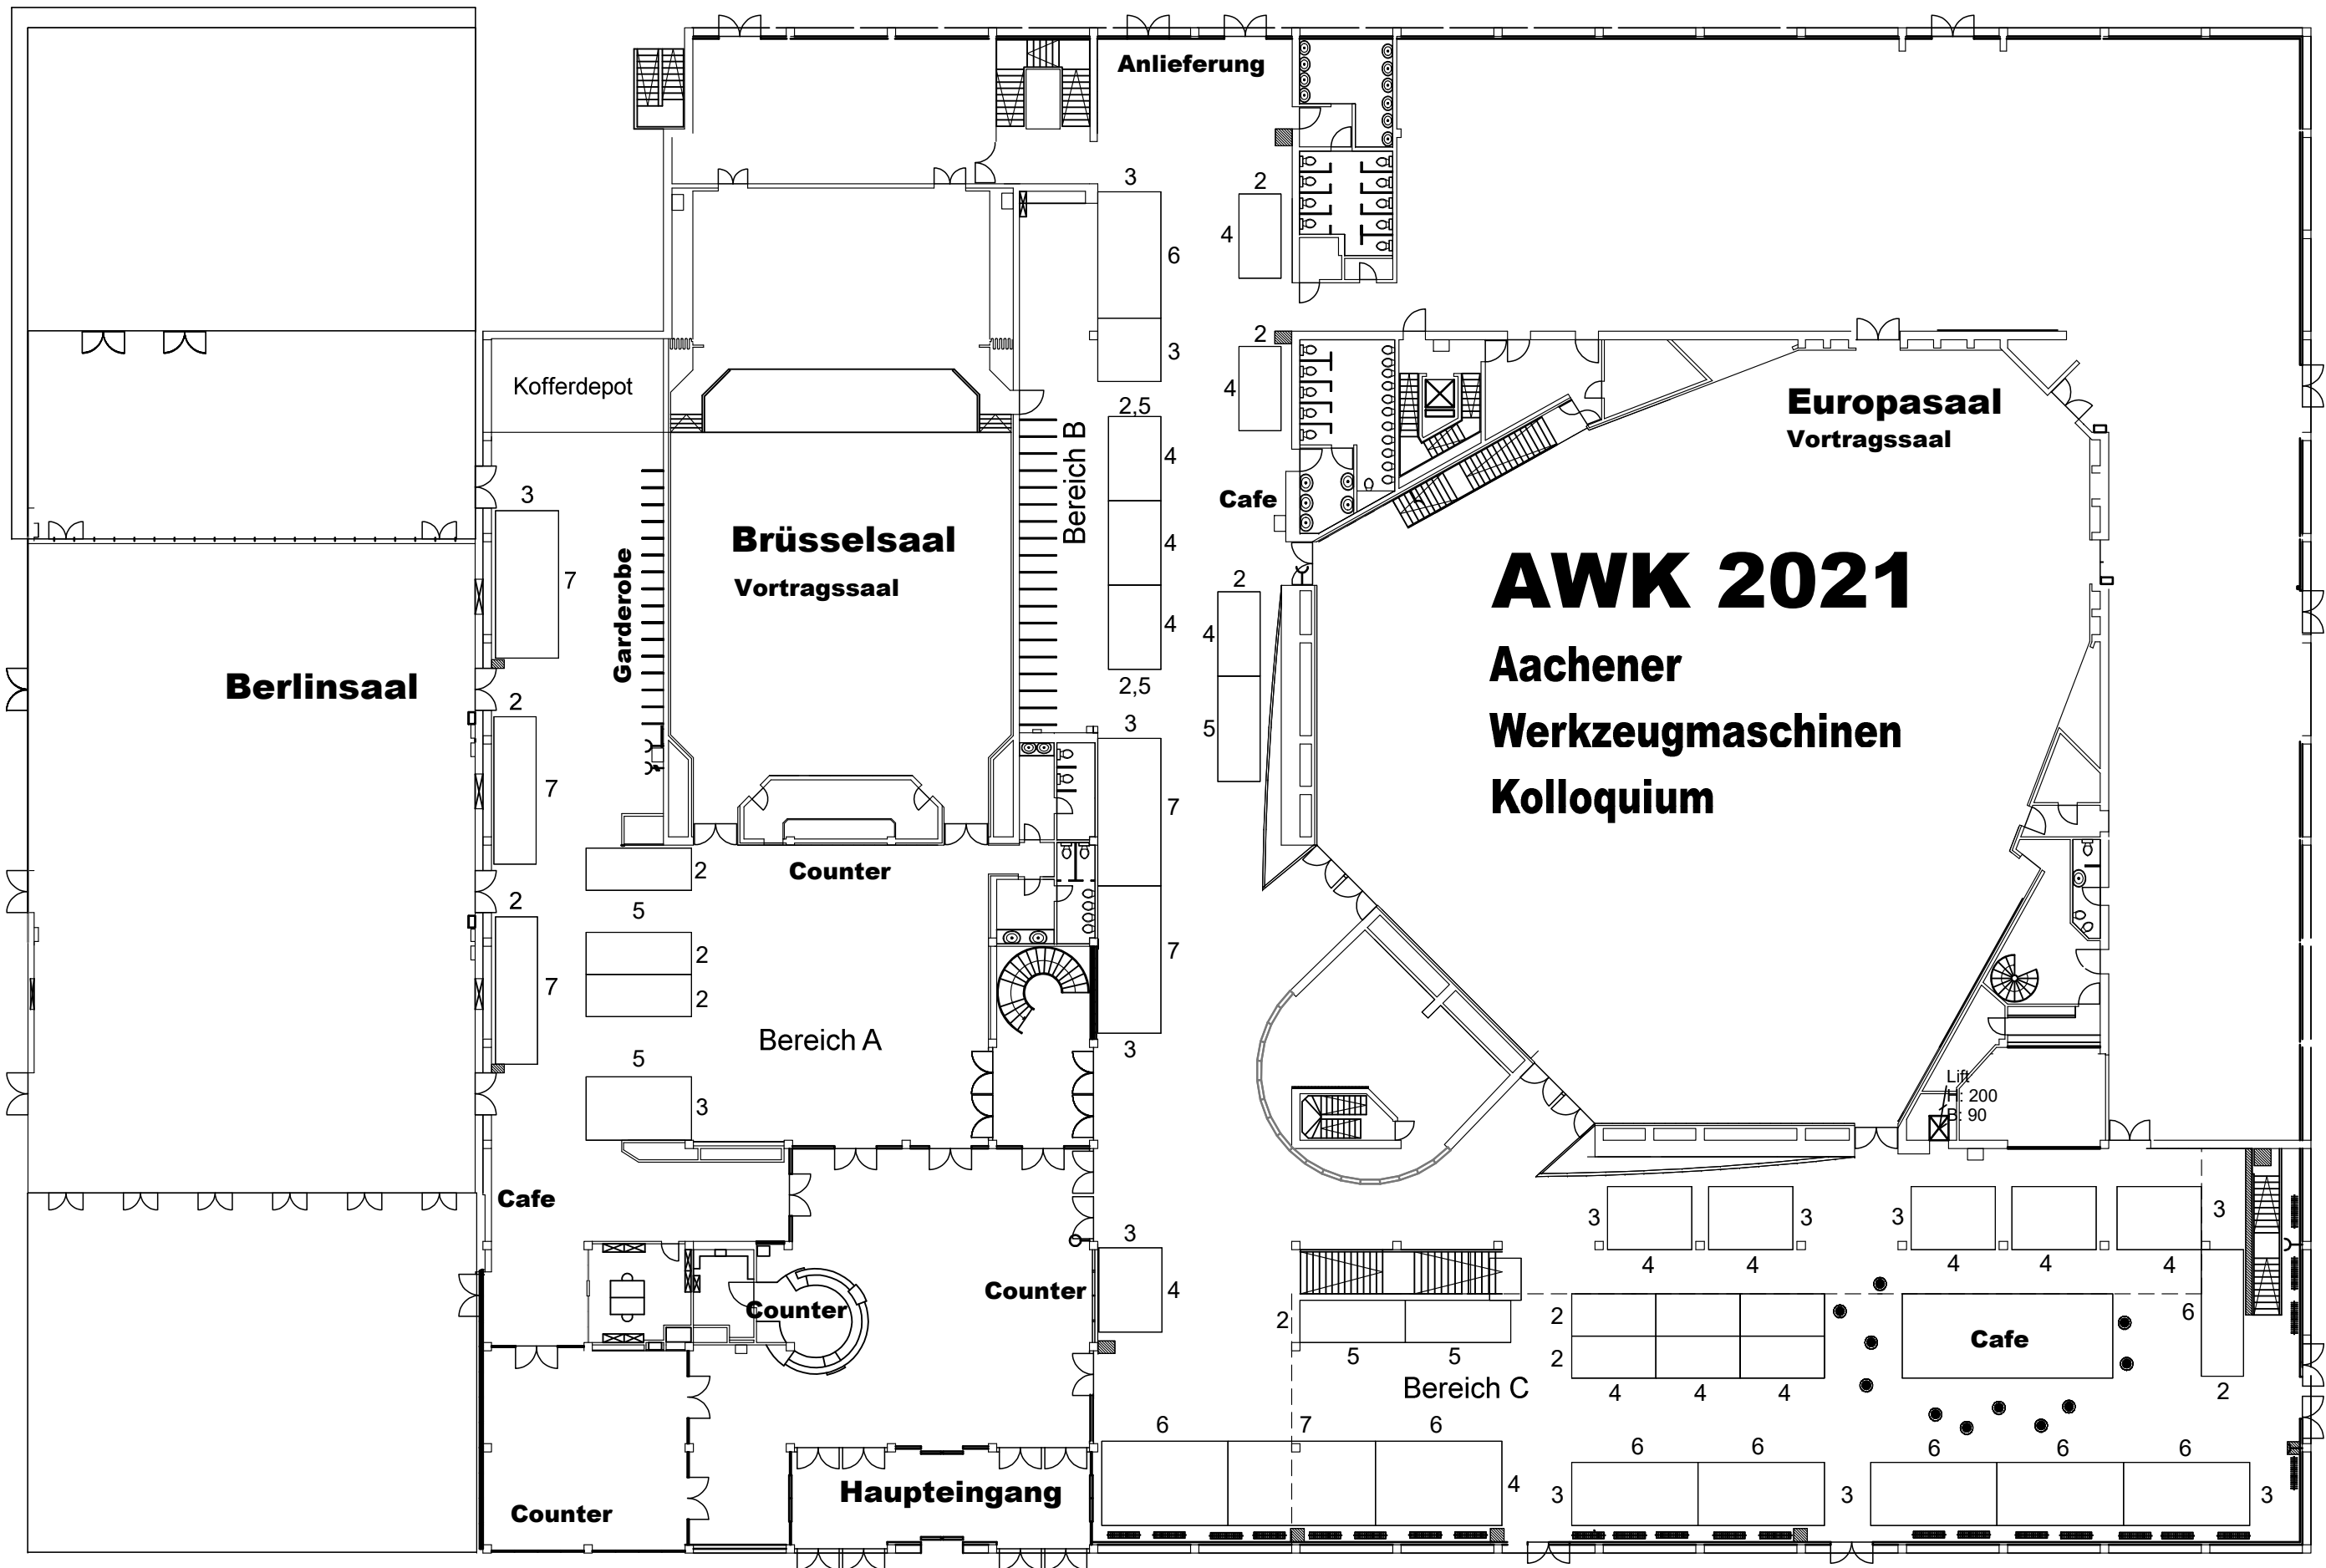 Anlieferung
3
2
6
4
2
3
4
Kofferdepot
Europasaal
Vortragssaal
2,5
Bereich B
4
Cafe
3
7
Garderobe
Brüsselsaal
Vortragssaal
4
AWK 2021
Aachener
Werkzeugmaschinen
Kolloquium
2
4
4
5
2,5
3
Berlinsaal
2
7
7
2
Counter
5
2
7
2
2
7
Bereich A
3
5
3
Lift
H: 200
B: 90
Cafe
3
4
Counter
Counter
3
3
3
3
4
4
4
4
4
2
5
5
2
2
4
4
4
Cafe
6
2
Bereich C
6
7
6
4
6
6
3
3
6
6
6
3
Haupteingang
Counter